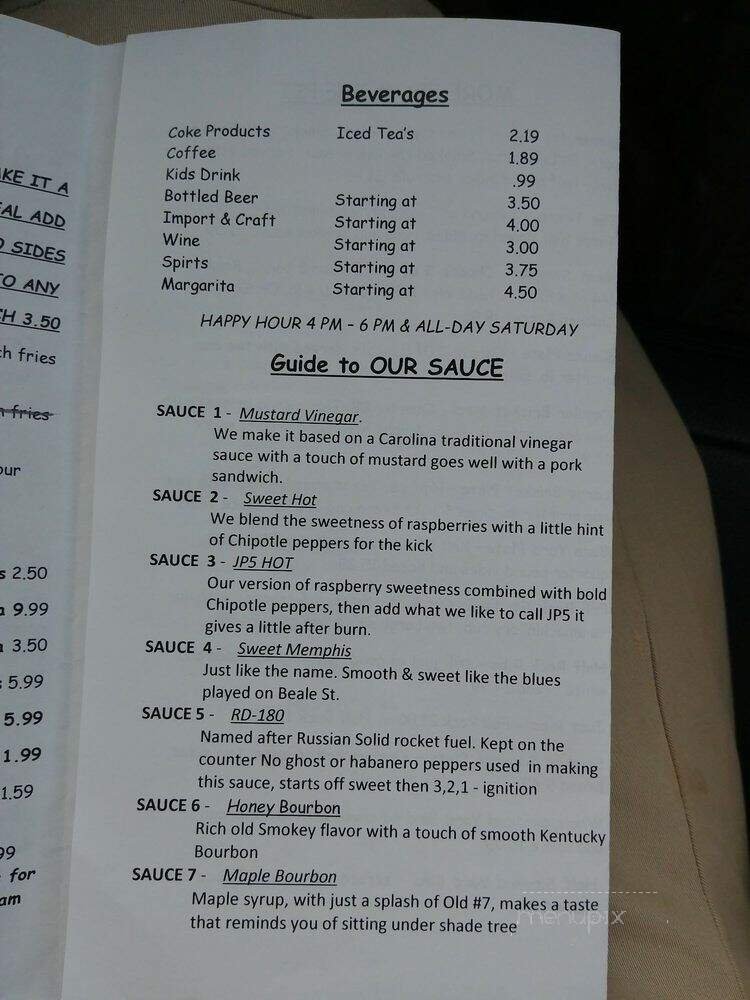 KE IT A
EAL ADD
O SIDES
TO ANY
CH 3.50
ch fries
n fries
our
s 2.50
a 9.99
n 3.50
s 5.99
5.99
1.99
1.59
99
for
am
Beverages
Coke Products Iced Tea's 2.19
Coffee 1.89
Kids Drink .99
Bottled Beer Starting at 3.50
Import & Craft Starting at 4.00
Wine Starting at 3.00
Spirts Starting at 3.75
Margarita Starting at 4.50
HAPPY HOUR 4 PM – 6 PM & ALL-DAY SATURDAY
Guide to OUR SAUCE
SAUCE 1 - Mustard Vinegar.
We make it based on a Carolina traditional vinegar
sauce with a touch of mustard goes well with a pork
sandwich.
SAUCE 2 - Sweet Hot
We blend the sweetness of raspberries with a little hint
of Chipotle peppers for the kick
SAUCE 3 - JP5 HOT
Our version of raspberry sweetness combined with bold
Chipotle peppers, then add what we like to call JP5 it
gives a little after burn.
SAUCE 4 - Sweet Memphis
Just like the name. Smooth & sweet like the blues
played on Beale St.
SAUCE 5 - RD-180
Named after Russian Solid rocket fuel. Kept on the
counter No ghost or habanero peppers used in making
this sauce, starts off sweet then 3,2,1 - ignition
SAUCE 6 - Honey Bourbon
Rich old Smokey flavor with a touch of smooth Kentucky
Bourbon
SAUCE 7 - Maple Bourbon
Maple syrup, with just a splash of Old #7, makes a taste
that reminds you of sitting under shade tree
menupix